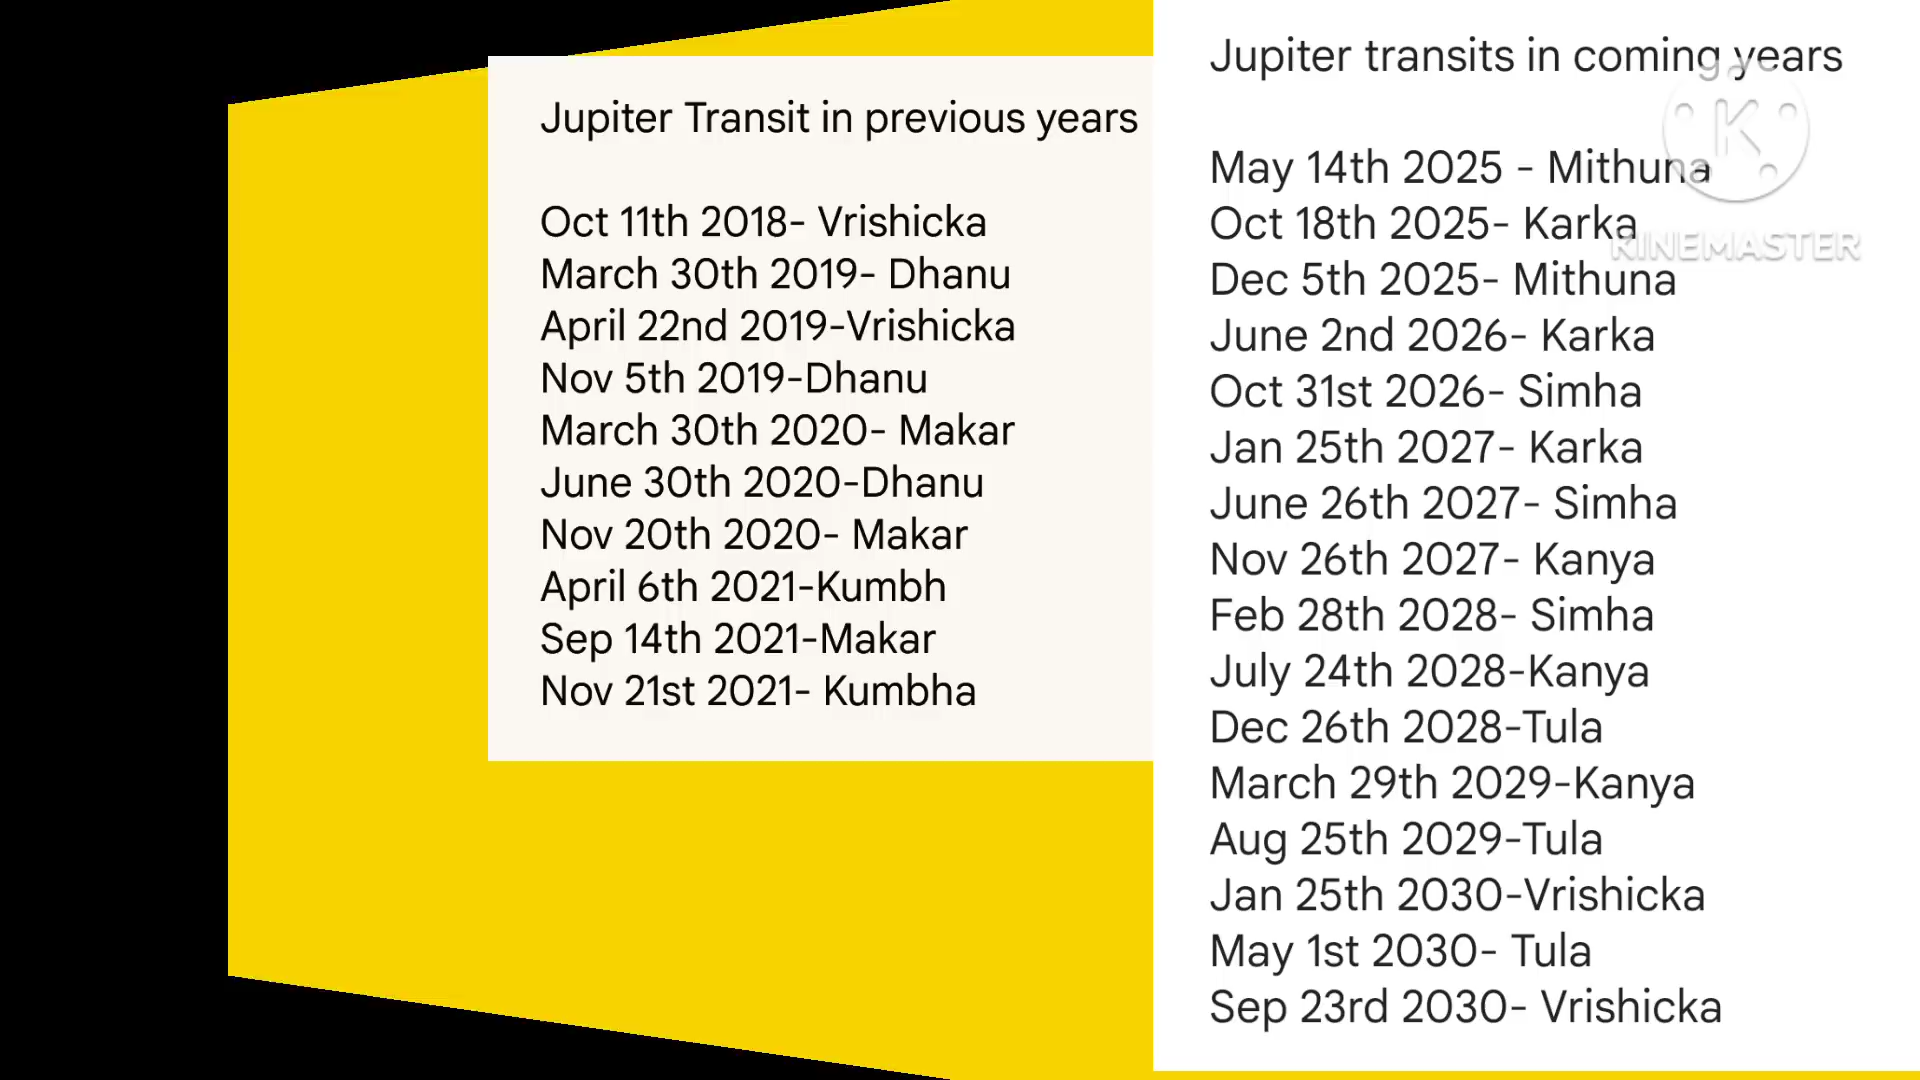 Jupiter Transit in previous years
Oct 11th 2018- Vrishicka
March 30th 2019- Dhanu
April 22nd 2019-Vrishicka
Nov 5th 2019-Dhanu
March 30th 2020- Makar
June 30th 2020-Dhanu
Nov 20th 2020- Makar
April 6th 2021-Kumbh
Sep 14th 2021-Makar
Nov 21st 2021- Kumbha
Jupiter transits in coming years
May 14th 2025 - Mithuna
Oct 18th 2025- Karka
Dec 5th 2025- Mithuna
June 2nd 2026- Karka
Oct 31st 2026- Simha
Jan 25th 2027- Karka
June 26th 2027- Simha
Nov 26th 2027- Kanya
Feb 28th 2028- Simha
July 24th 2028-Kanya
Dec 26th 2028-Tula
March 29th 2029-Kanya
Aug 25th 2029-Tula
Jan 25th 2030-Vrishicka
May 1st 2030- Tula
Sep 23rd 2030- Vrishicka
K
KINEMASTER